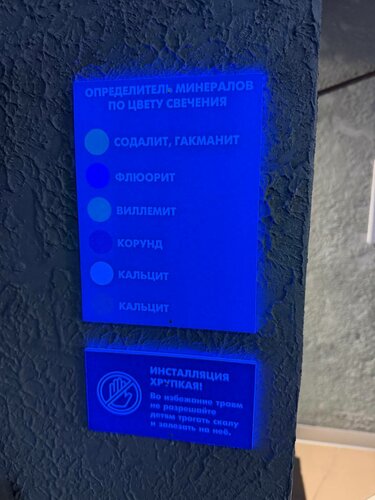 ОПРЕДЕЛИТЕЛЬ МИНЕРАЛОВ
ПО ЦВЕТУ СВЕЧЕНИЯ
СОДАЛИТ, ГАКМАНИТ
ФЛЮОРИТ
ВИЛЛЕМИТ
КОРУНД
КАЛЬЦИТ
КАЛЬЦИТ
ИНСТАЛЛЯЦИЯ
ХРУПКАЯ!
Во избежание травм
не разрешайте
детям трогать скалу
и залезать на неё.